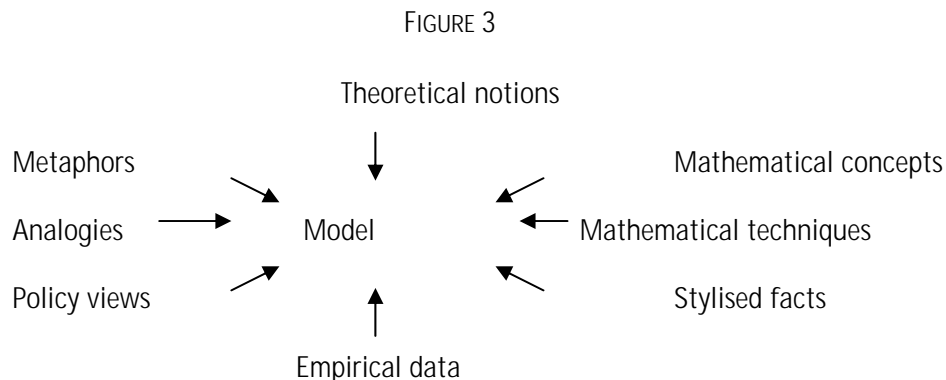 FIGURE 3
Theoretical notions
Metaphors Mathematical concepts
Analogies Model Mathematical techniques
Policy views Stylised facts
Empirical data